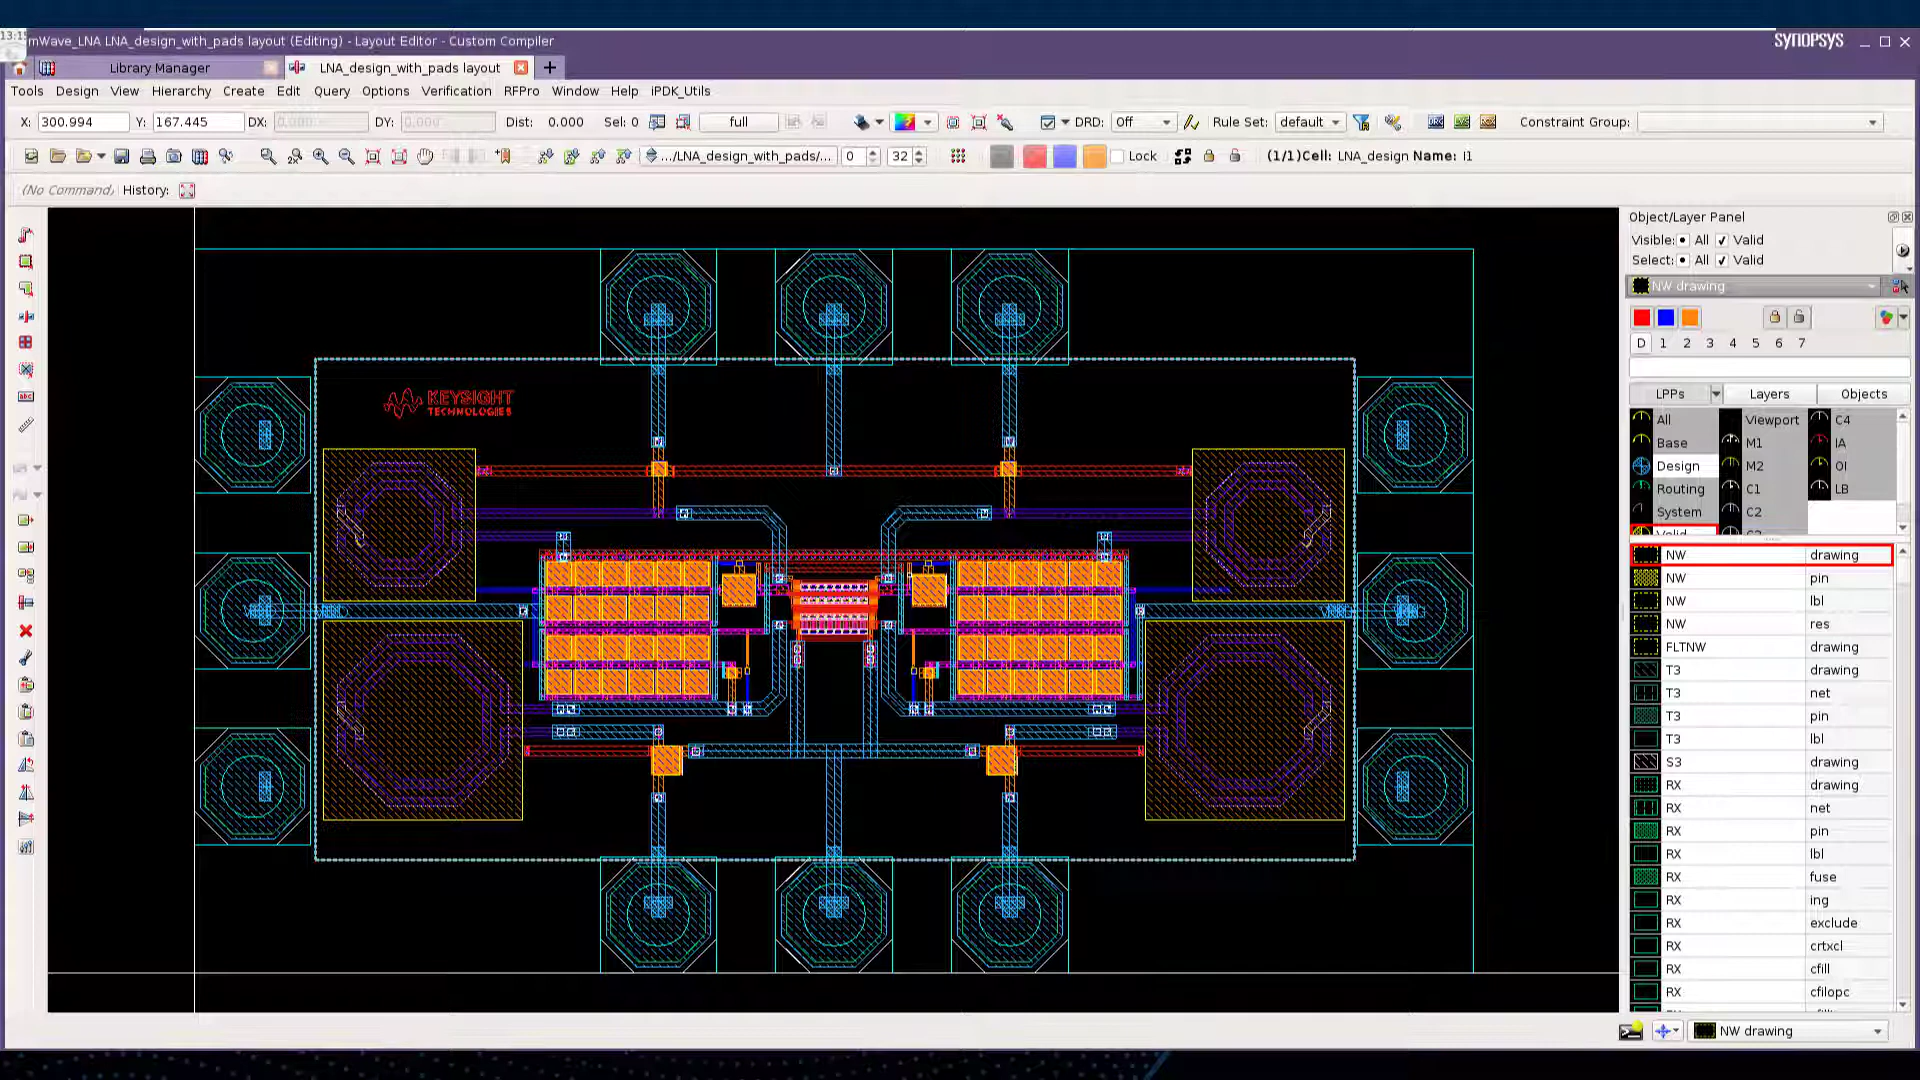 13:15
mWave_LNA LNA_design_with_pads layout (Editing) - Layout Editor - Custom Compiler
SYNOPSYS
Library Manager
LNA_design_with_pads layout
Tools Design View Hierarchy Create Edit Query Options Verification RFPro Window Help iPDK_Utils
X: 300.994 Y: 167.445 DX: 0.000 DY: 0.000 Dist: 0.000 Sel: 0 full DRD: Off Rule Set: default Constraint Group:
.../LNA_design_with_pads/... 0 32 Lock (1/1)Cell: LNA_design Name: I1
(No Command) History:
KEYSIGHT
TECHNOLOGIES
Object/Layer Panel
Visible: All Valid
Select: All Valid
NW drawing
D 1 2 3 4 5 6 7
LPPs Layers Objects
All Viewport C4
Base M1 IA
Design M2 OI
Routing C1 LB
System C2
Valid
NW drawing
NW pin
NW lbl
NW res
FLTNW drawing
T3 drawing
T3 net
T3 pin
T3 lbl
S3 drawing
RX drawing
RX net
RX pin
RX lbl
RX fuse
RX ing
RX exclude
RX crtxcl
RX cfill
RX cfilopc
NW drawing